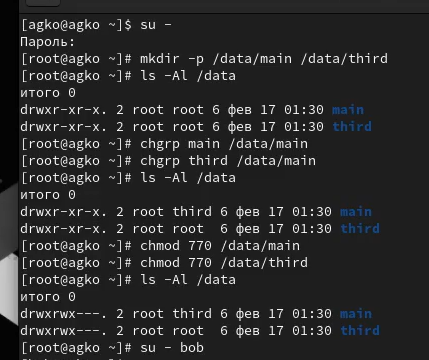 [agko@agko ~]$ su -
Пароль:
[root@agko ~]# mkdir -p /data/main /data/third
[root@agko ~]# ls -Al /data
итого 0
drwxr-xr-x. 2 root root 6 фев 17 01:30 main
drwxr-xr-x. 2 root root 6 фев 17 01:30 third
[root@agko ~]# chgrp main /data/main
[root@agko ~]# chgrp third /data/main
[root@agko ~]# ls -Al /data
итого 0
drwxr-xr-x. 2 root third 6 фев 17 01:30 main
drwxr-xr-x. 2 root root  6 фев 17 01:30 third
[root@agko ~]# chmod 770 /data/main
[root@agko ~]# chmod 770 /data/third
[root@agko ~]# ls -Al /data
итого 0
drwxrwx---. 2 root third 6 фев 17 01:30 main
drwxrwx---. 2 root root  6 фев 17 01:30 third
[root@agko ~]# su - bob